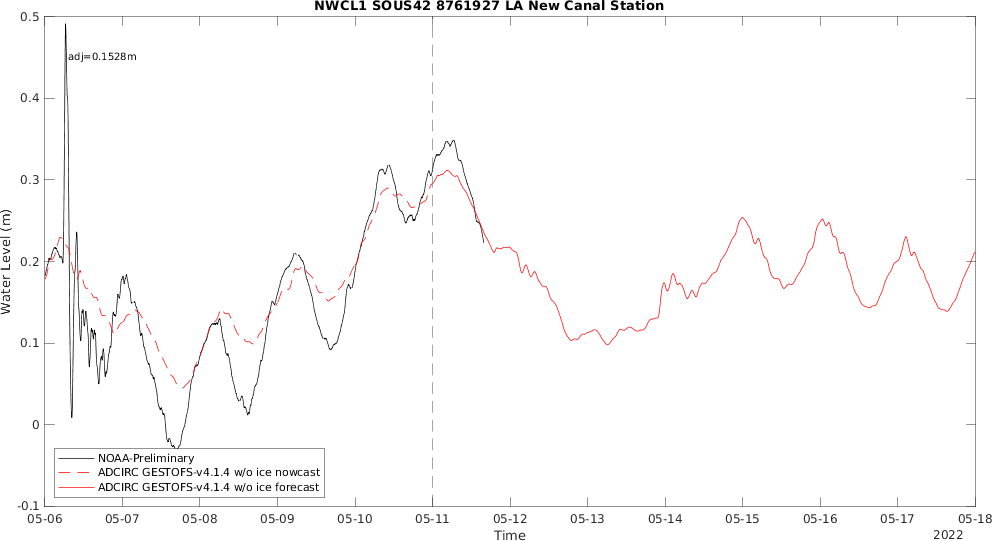 NWCL1 SOUS42 8761927 LA New Canal Station
adj=0.1528m
0.5
0.4
0.3
0.2
0.1
0
-0.1
Water Level (m)
NOAA-Preliminary
ADCIRC GESTOFS-v4.1.4 w/o ice nowcast
ADCIRC GESTOFS-v4.1.4 w/o ice forecast
05-06 05-07 05-08 05-09 05-10 05-11 05-12 05-13 05-14 05-15 05-16 05-17 05-18
Time
2022